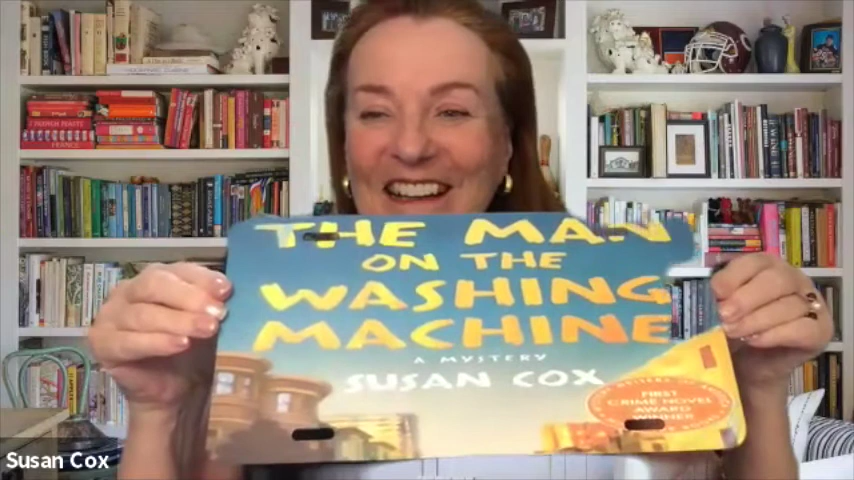 THE MAN
ON THE
WASHING
MACHINE
A MYSTERY
SUSAN COX
FIRST
CRIME NOVEL
AWARD
WINNER
Susan Cox